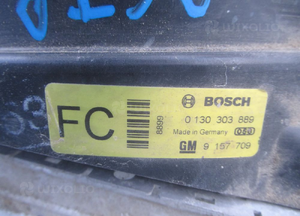 FC
8899
BOSCH
0 130 303 889
Made in Germany
GM 9 157 709